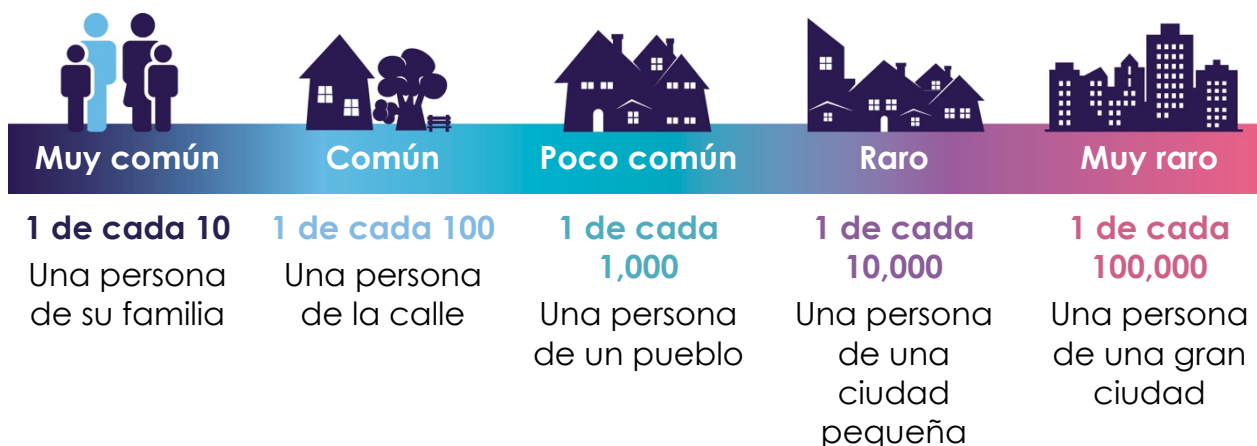 Muy común
Común
Poco común
Raro
Muy raro
1 de cada 10
Una persona
de su familia
1 de cada 100
Una persona
de la calle
1 de cada
1,000
Una persona
de un pueblo
1 de cada
10,000
Una persona
de una
ciudad
pequeña
1 de cada
100,000
Una persona
de una gran
ciudad